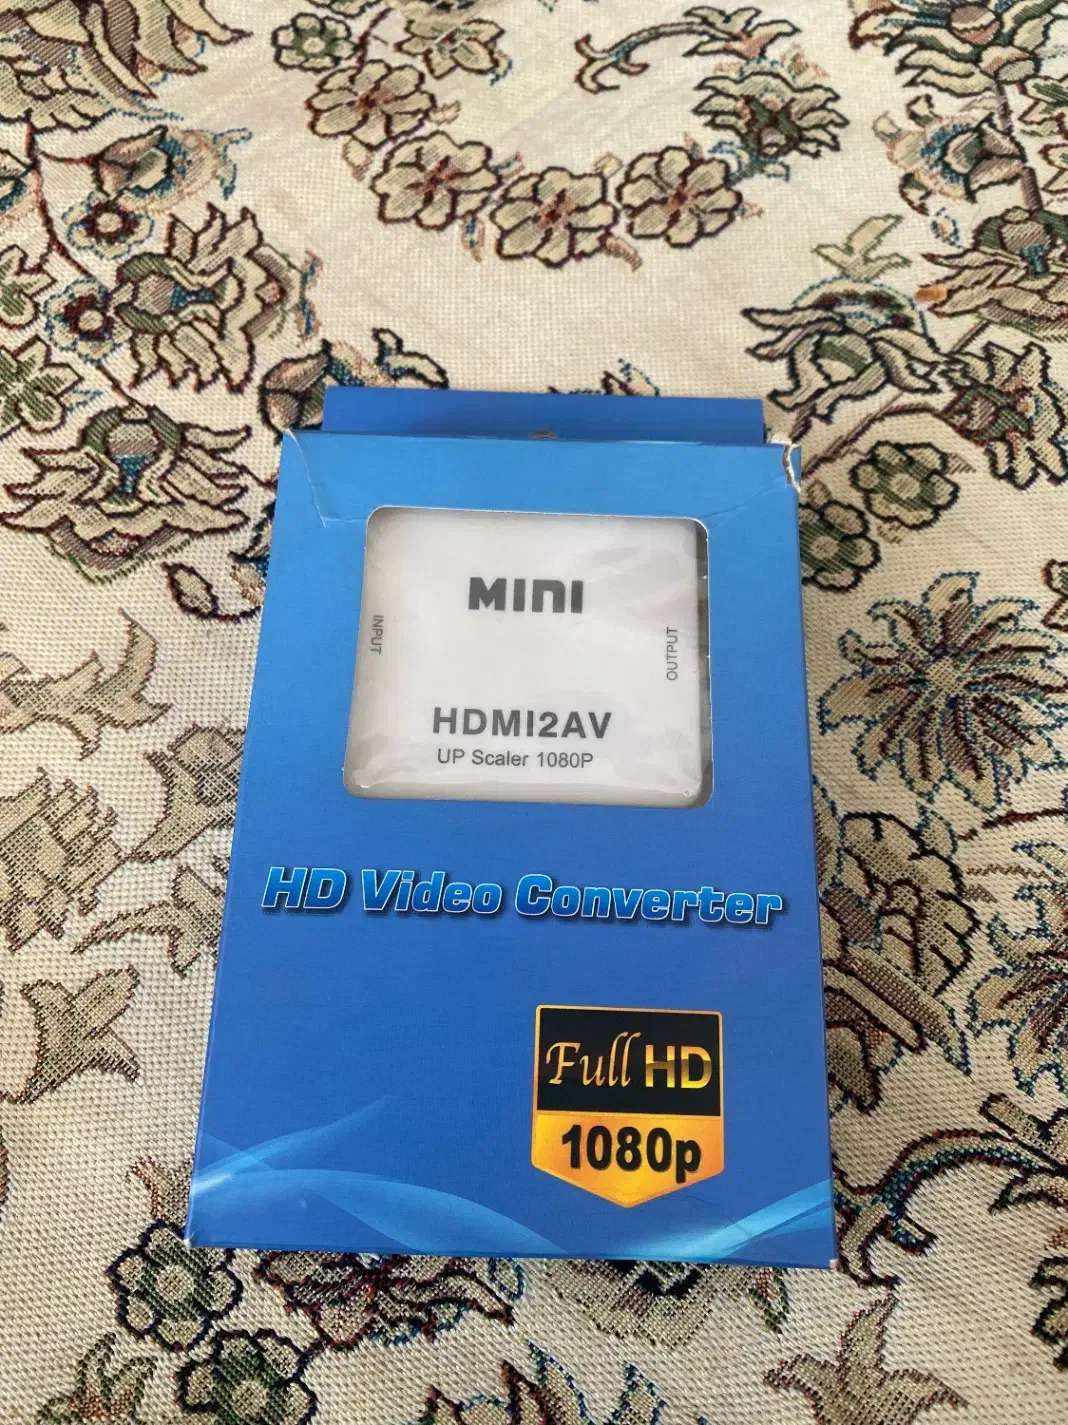 MINI
INPUT
OUTPUT
HDMI2AV
UP Scaler 1080P
HD Video Converter
Full HD
1080p